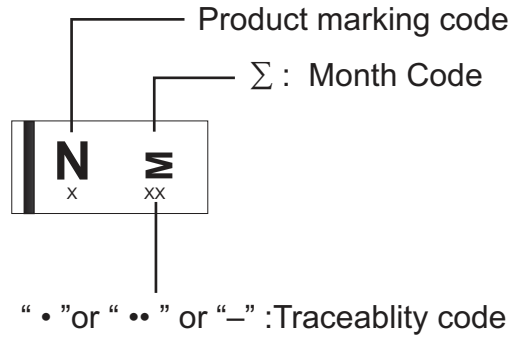 Product marking code
∑ : Month Code
N ∑
X XX
“ • ”or “ •• ” or “–” :Traceablity code